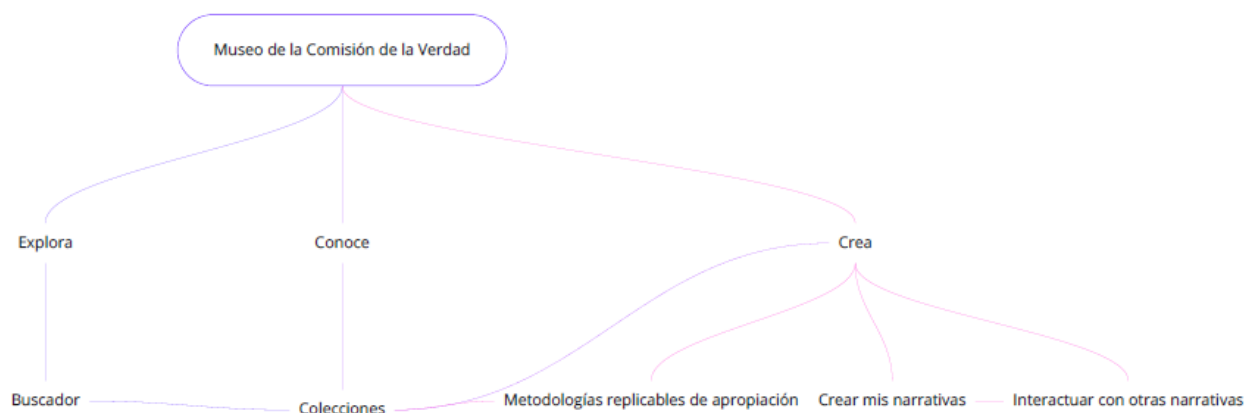 Museo de la Comisión de la Verdad
Explora
Conoce
Crea
Buscador
Colecciones
Metodologías replicables de apropiación
Crear mis narrativas
Interactuar con otras narrativas